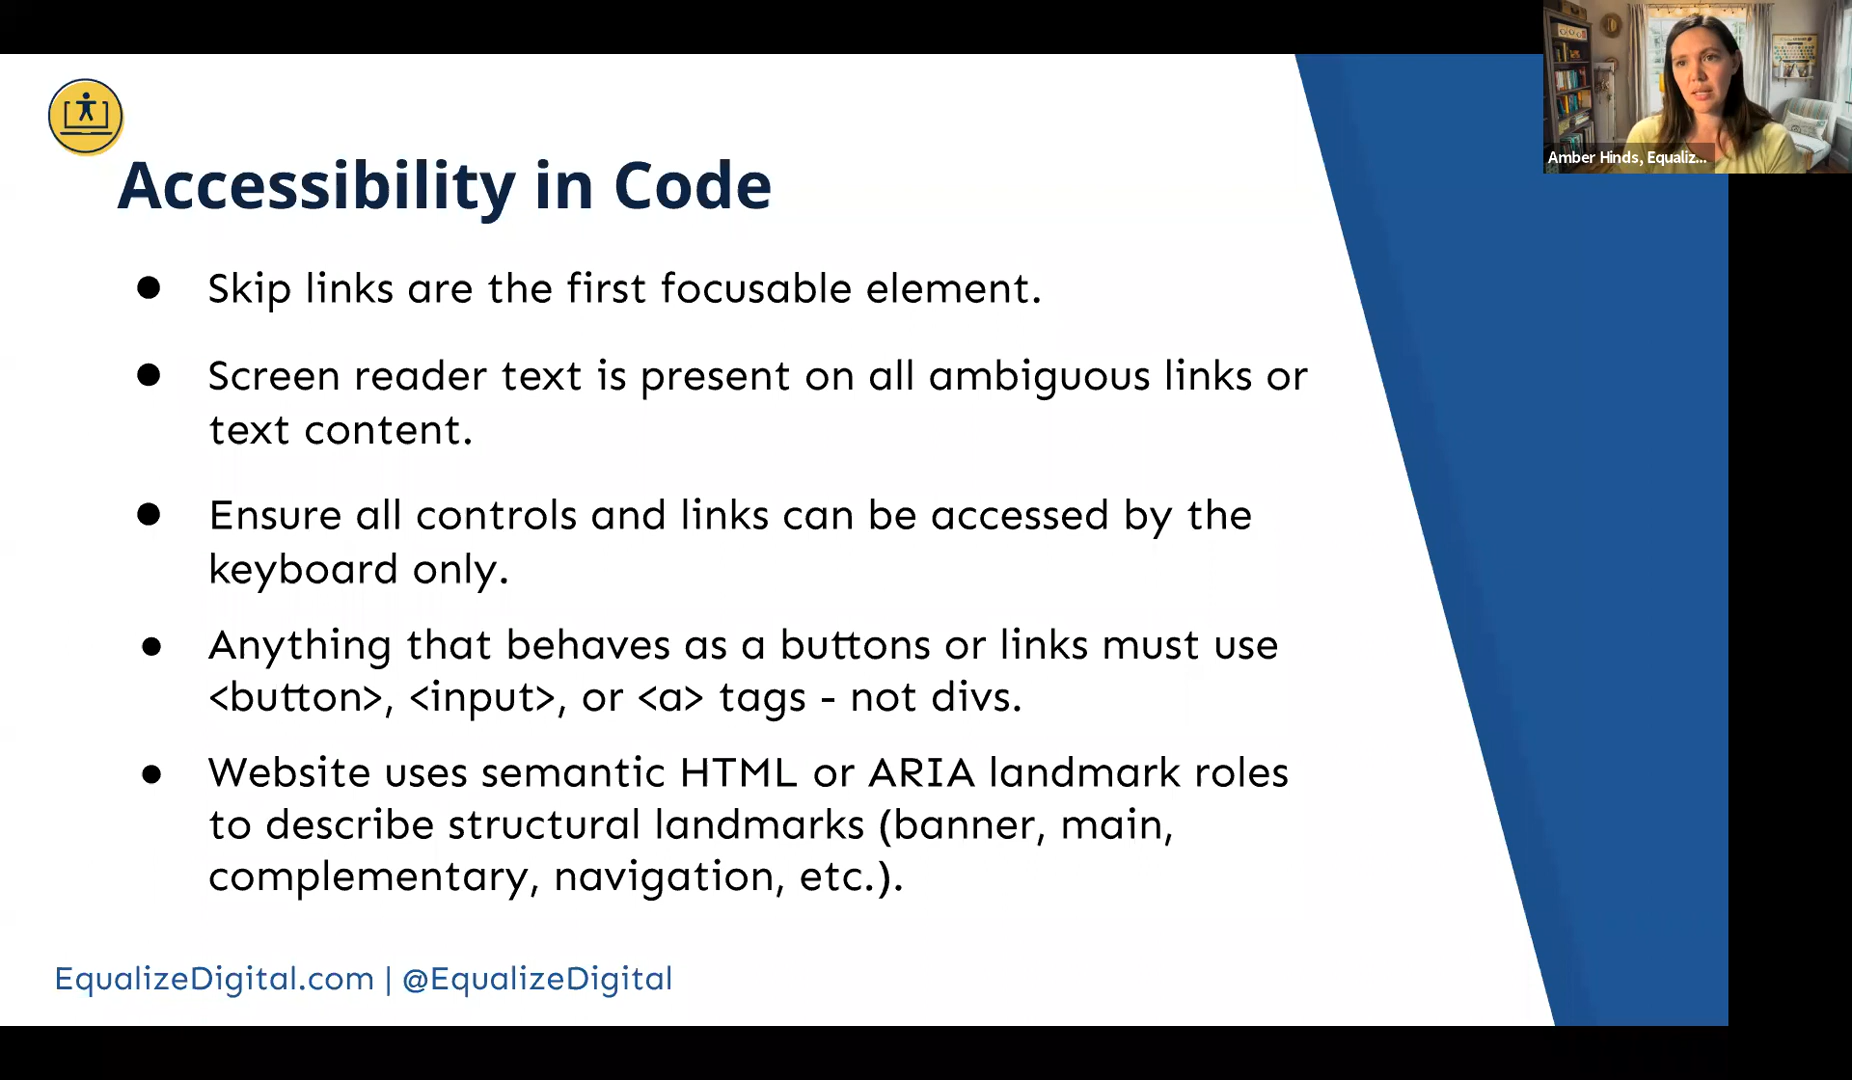 Amber Hinds, Equaliz...
Accessibility in Code
● Skip links are the first focusable element.
● Screen reader text is present on all ambiguous links or
text content.
● Ensure all controls and links can be accessed by the
keyboard only.
● Anything that behaves as a buttons or links must use
<button>, <input>, or <a> tags - not divs.
● Website uses semantic HTML or ARIA landmark roles
to describe structural landmarks (banner, main,
complementary, navigation, etc.).
EqualizeDigital.com | @EqualizeDigital